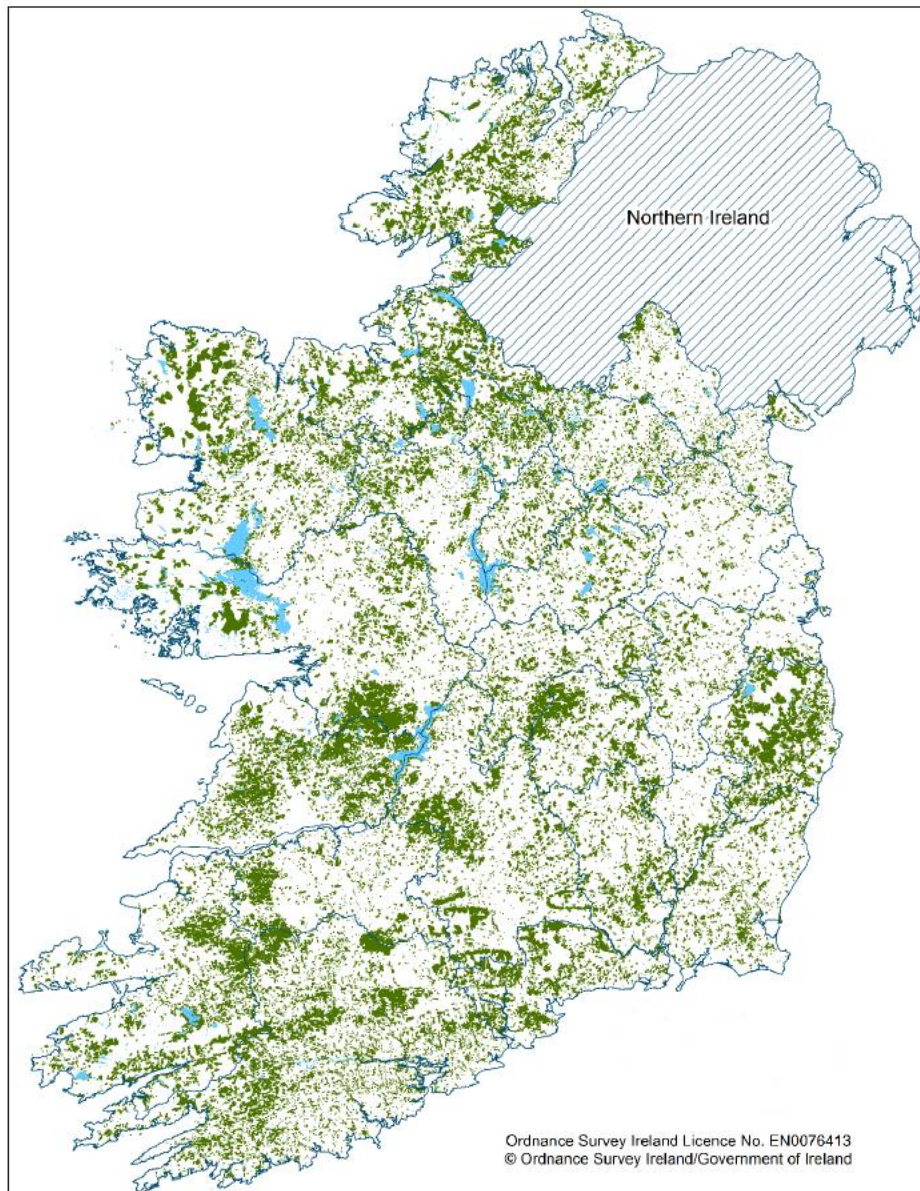 Northern Ireland
Ordnance Survey Ireland Licence No. EN0076413
© Ordnance Survey Ireland/Government of Ireland